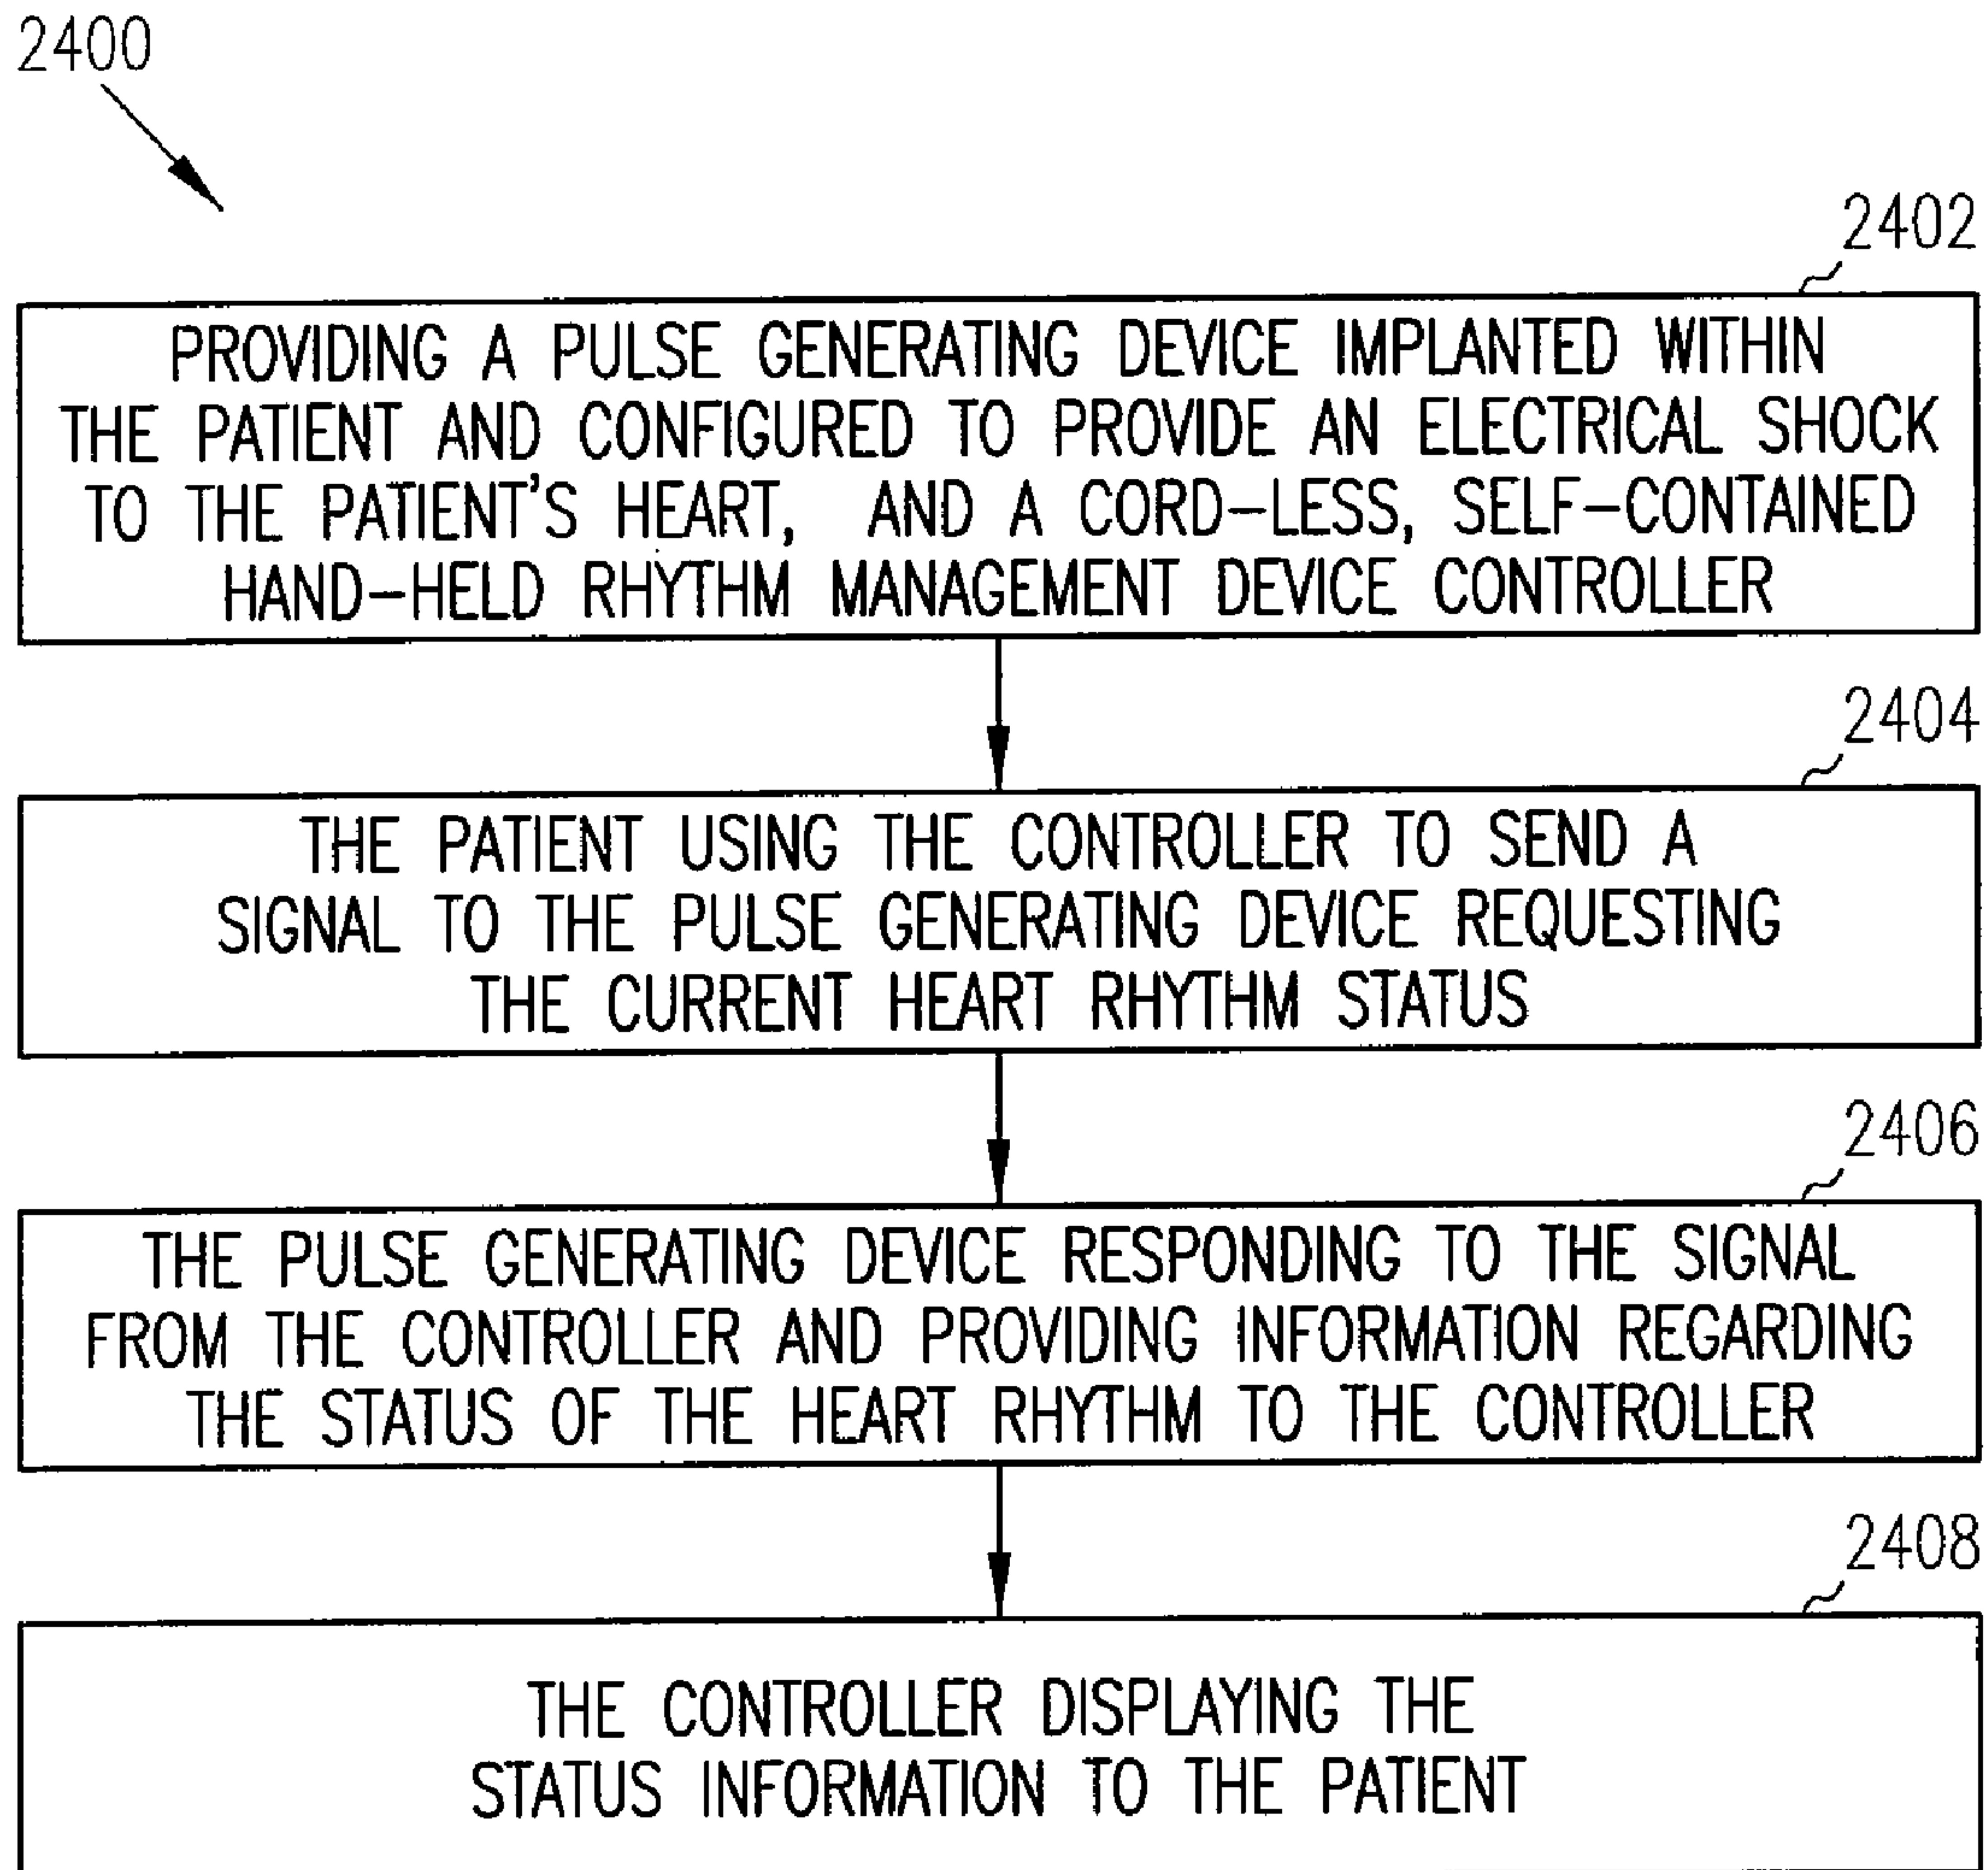 2400
2402
PROVIDING A PULSE GENERATING DEVICE IMPLANTED WITHIN
THE PATIENT AND CONFIGURED TO PROVIDE AN ELECTRICAL SHOCK
TO THE PATIENT'S HEART, AND A CORD-LESS, SELF-CONTAINED
HAND-HELD RHYTHM MANAGEMENT DEVICE CONTROLLER
2404
THE PATIENT USING THE CONTROLLER TO SEND A
SIGNAL TO THE PULSE GENERATING DEVICE REQUESTING
THE CURRENT HEART RHYTHM STATUS
2406
THE PULSE GENERATING DEVICE RESPONDING TO THE SIGNAL
FROM THE CONTROLLER AND PROVIDING INFORMATION REGARDING
THE STATUS OF THE HEART RHYTHM TO THE CONTROLLER
2408
THE CONTROLLER DISPLAYING THE
STATUS INFORMATION TO THE PATIENT